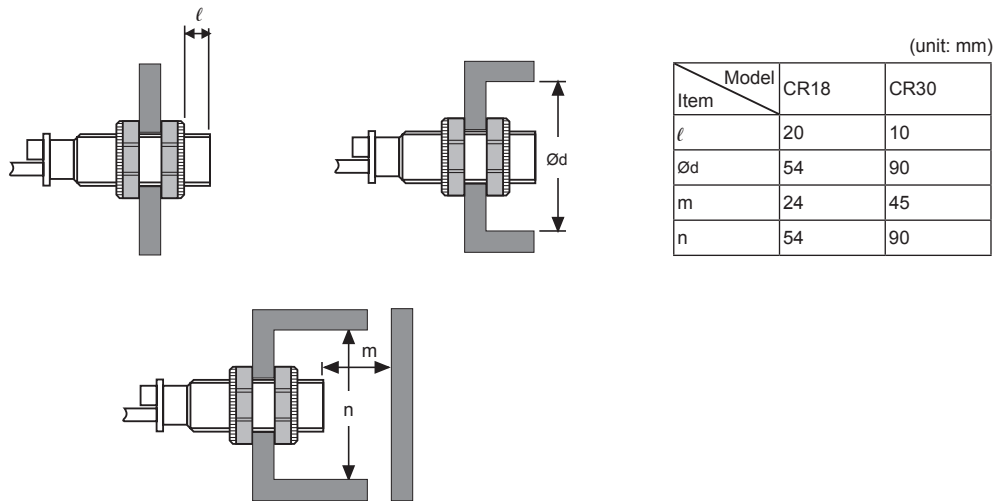 ℓ
Ød
(unit: mm)
Model
Item CR18 CR30
ℓ 20 10
Ød 54 90
m 24 45
n 54 90
m
n